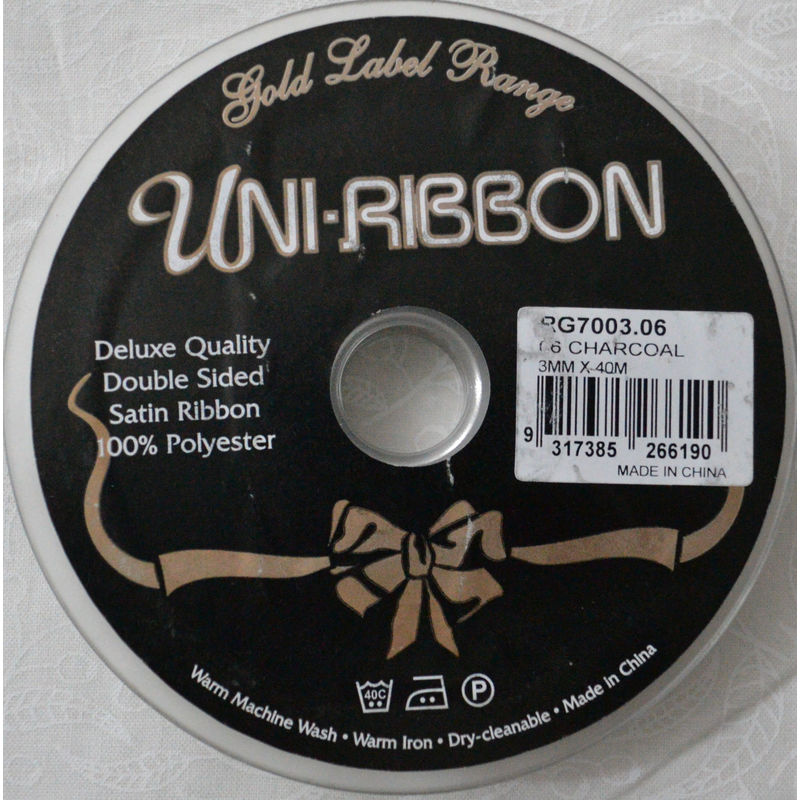 Gold Label Range
UNI-RIBBON
Deluxe Quality
Double Sided
Satin Ribbon
100% Polyester
RG7003.06
06 CHARCOAL
3MM X 40M
9 317385 266190
MADE IN CHINA
40C
P
Warm Machine Wash • Warm Iron • Dry-cleanable • Made in China